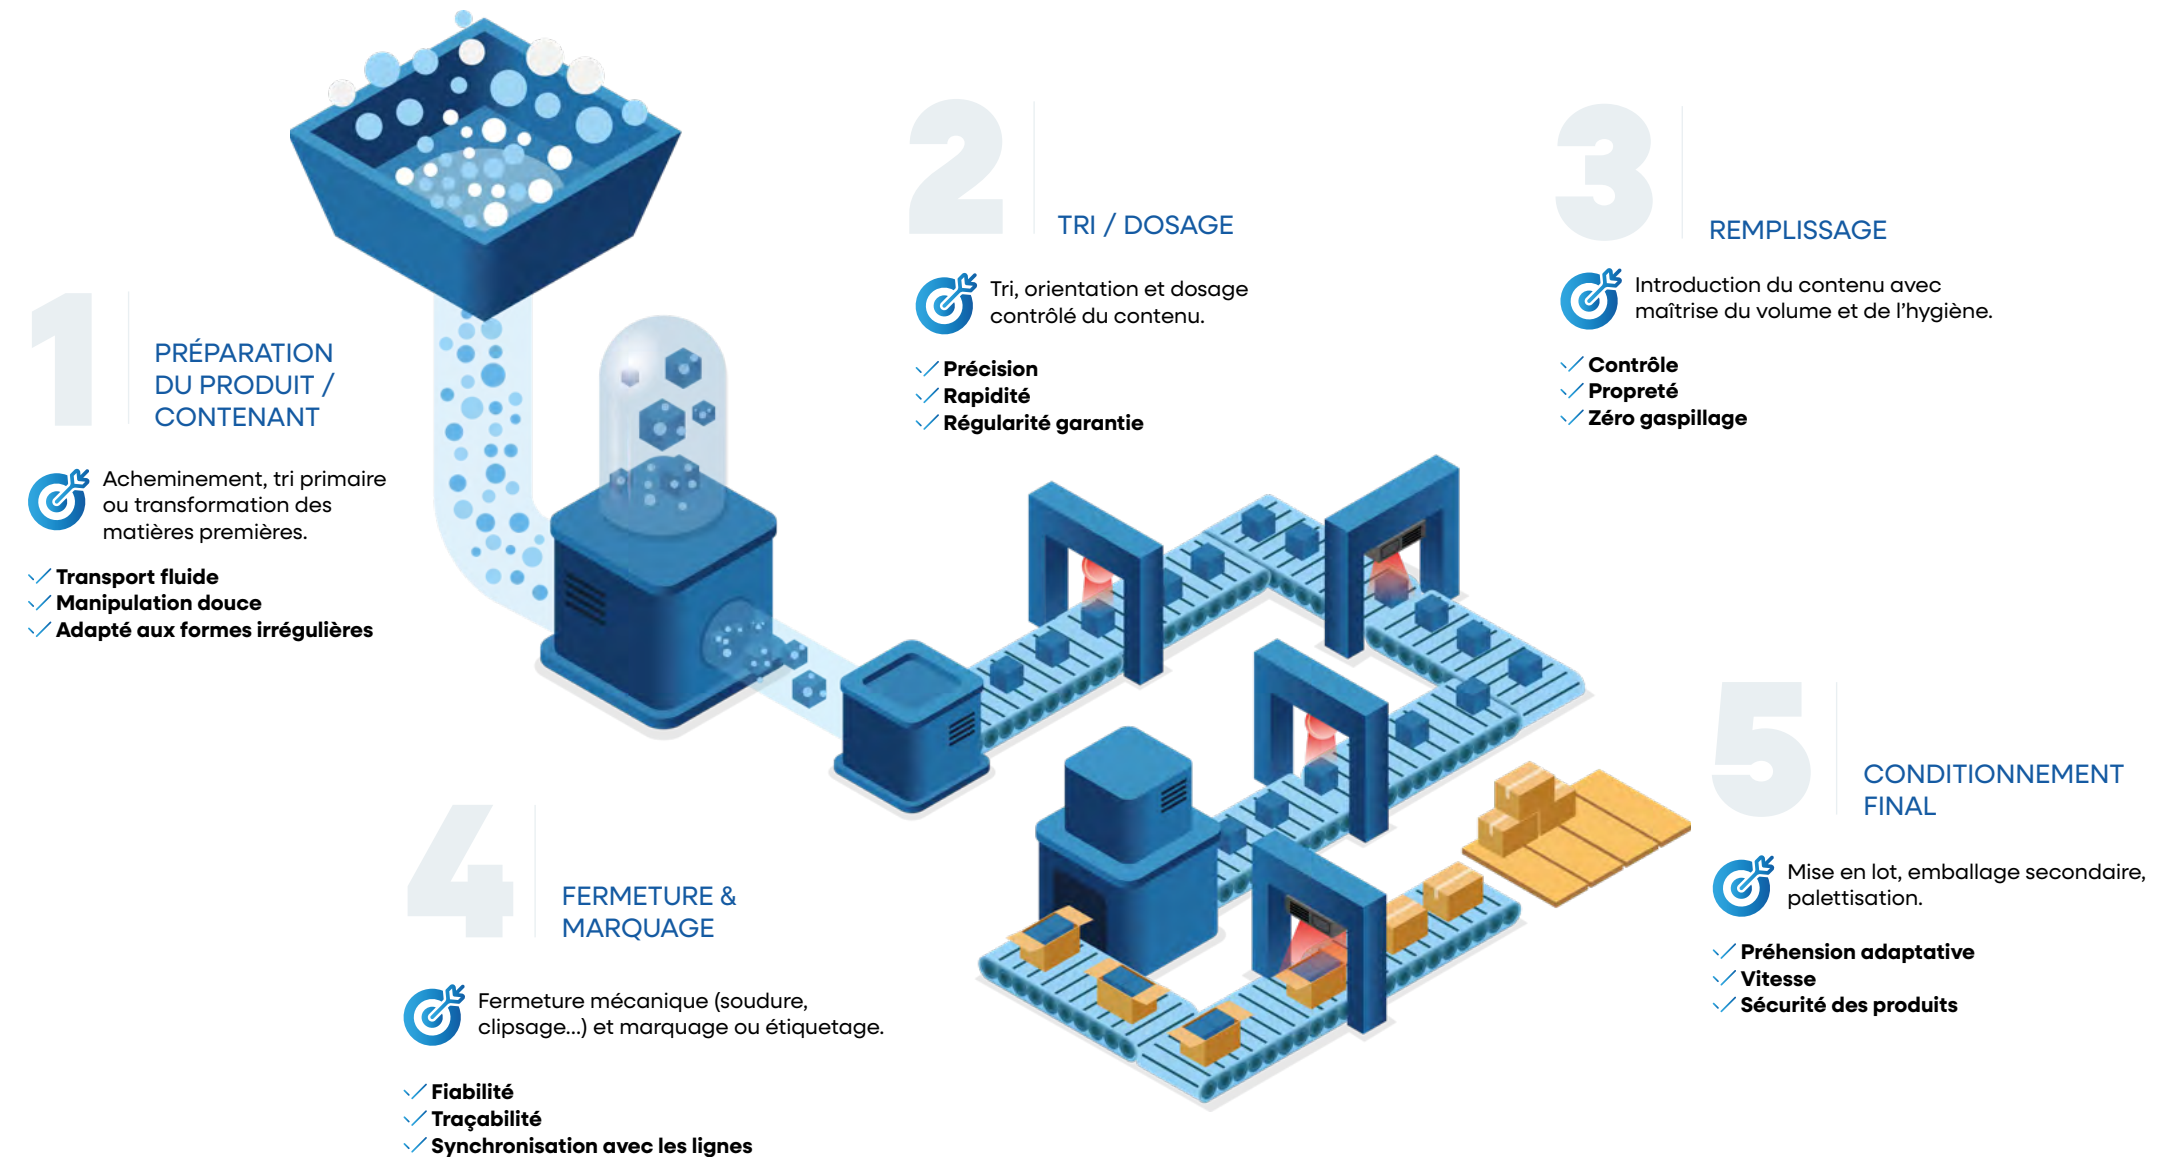 1
PRÉPARATION
DU PRODUIT /
CONTENANT
Acheminement, tri primaire
ou transformation des
matières premières.
Transport fluide
Manipulation douce
Adapté aux formes irrégulières
2
TRI / DOSAGE
Tri, orientation et dosage
contrôlé du contenu.
Précision
Rapidité
Régularité garantie
3
REMPLISSAGE
Introduction du contenu avec
maîtrise du volume et de l’hygiène.
Contrôle
Propreté
Zéro gaspillage
4
FERMETURE &
MARQUAGE
Fermeture mécanique (soudure,
clipsage...) et marquage ou étiquetage.
Fiabilité
Traçabilité
Synchronisation avec les lignes
5
CONDITIONNEMENT
FINAL
Mise en lot, emballage secondaire,
palettisation.
Préhension adaptative
Vitesse
Sécurité des produits